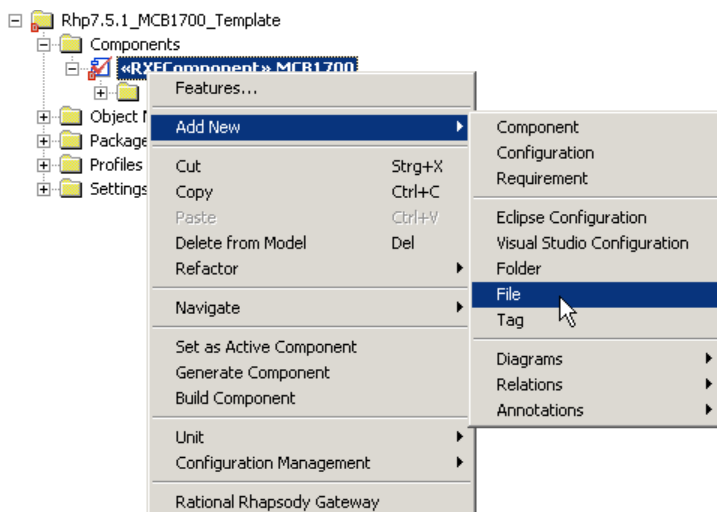 Rhp7.5.1_MCB1700_Template
Components
«RXFComponent» MCB1700
Object
Package
Profiles
Settings
Features...
Add New
Cut Strg+X
Copy Ctrl+C
Paste Ctrl+V
Delete from Model Del
Refactor
Navigate
Set as Active Component
Generate Component
Build Component
Unit
Configuration Management
Rational Rhapsody Gateway
Component
Configuration
Requirement
Eclipse Configuration
Visual Studio Configuration
Folder
File
Tag
Diagrams
Relations
Annotations